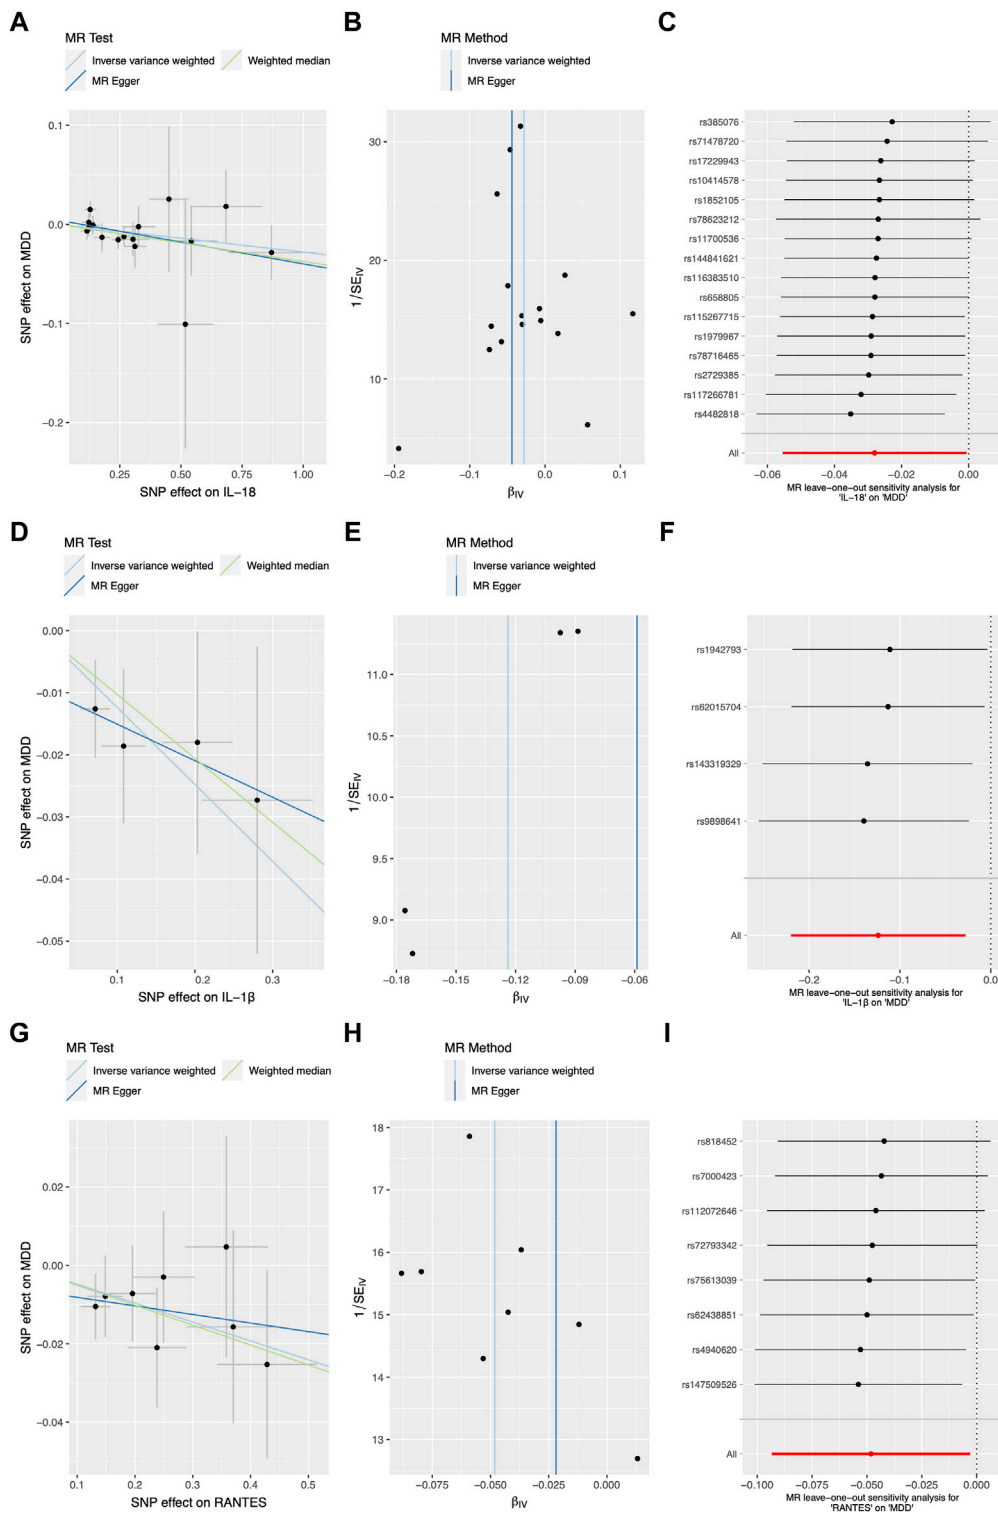 A
MR Test
Inverse variance weighted
Weighted median
MR Egger
0.1
0.0
−0.1
−0.2
SNP effect on MDD
0.25
0.50
0.75
1.00
SNP effect on IL−18
B
MR Method
Inverse variance weighted
MR Egger
30
20
10
1/SE_IV
−0.2
−0.1
0.0
0.1
β_IV
C
rs385076
rs71478720
rs17229943
rs10414578
rs1852105
rs78623212
rs11700536
rs144841621
rs116383510
rs658805
rs115267715
rs1979967
rs78716465
rs2729385
rs117266781
rs4482818
All
−0.06
−0.04
−0.02
0.00
MR leave−one−out sensitivity analysis for
'IL−18' on 'MDD'
D
MR Test
Inverse variance weighted
Weighted median
MR Egger
0.00
−0.01
−0.02
−0.03
−0.04
−0.05
SNP effect on MDD
0.1
0.2
0.3
SNP effect on IL−1β
E
MR Method
Inverse variance weighted
MR Egger
11.0
10.5
10.0
9.5
9.0
1/SE_IV
−0.18
−0.15
−0.12
−0.09
−0.06
β_IV
F
rs1942793
rs62015704
rs143319329
rs9898641
All
−0.2
−0.1
0.0
MR leave−one−out sensitivity analysis for
'IL−1β on 'MDD'
G
MR Test
Inverse variance weighted
Weighted median
MR Egger
0.02
0.00
−0.02
−0.04
SNP effect on MDD
0.1
0.2
0.3
0.4
0.5
SNP effect on RANTES
H
MR Method
Inverse variance weighted
MR Egger
18
17
16
15
14
13
1/SE_IV
−0.075
−0.050
−0.025
0.000
β_IV
I
rs818452
rs7000423
rs112072646
rs72793342
rs75613039
rs62438851
rs4940620
rs147509526
All
−0.100
−0.075
−0.050
−0.025
0.000
MR leave−one−out sensitivity analysis for
'RANTES' on 'MDD'